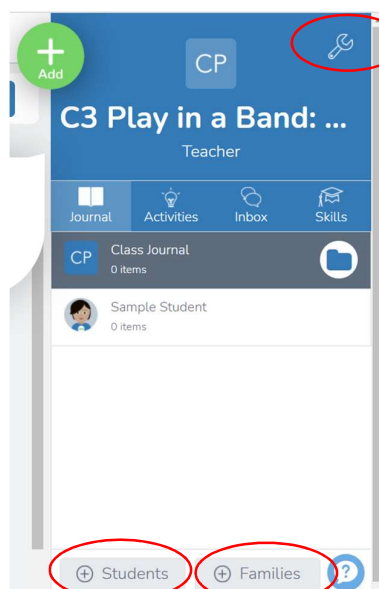 Add
CP
C3 Play in a Band: ...
Teacher
Journal Activities Inbox Skills
CP Class Journal
0 items
Sample Student
0 items
+ Students + Families ?